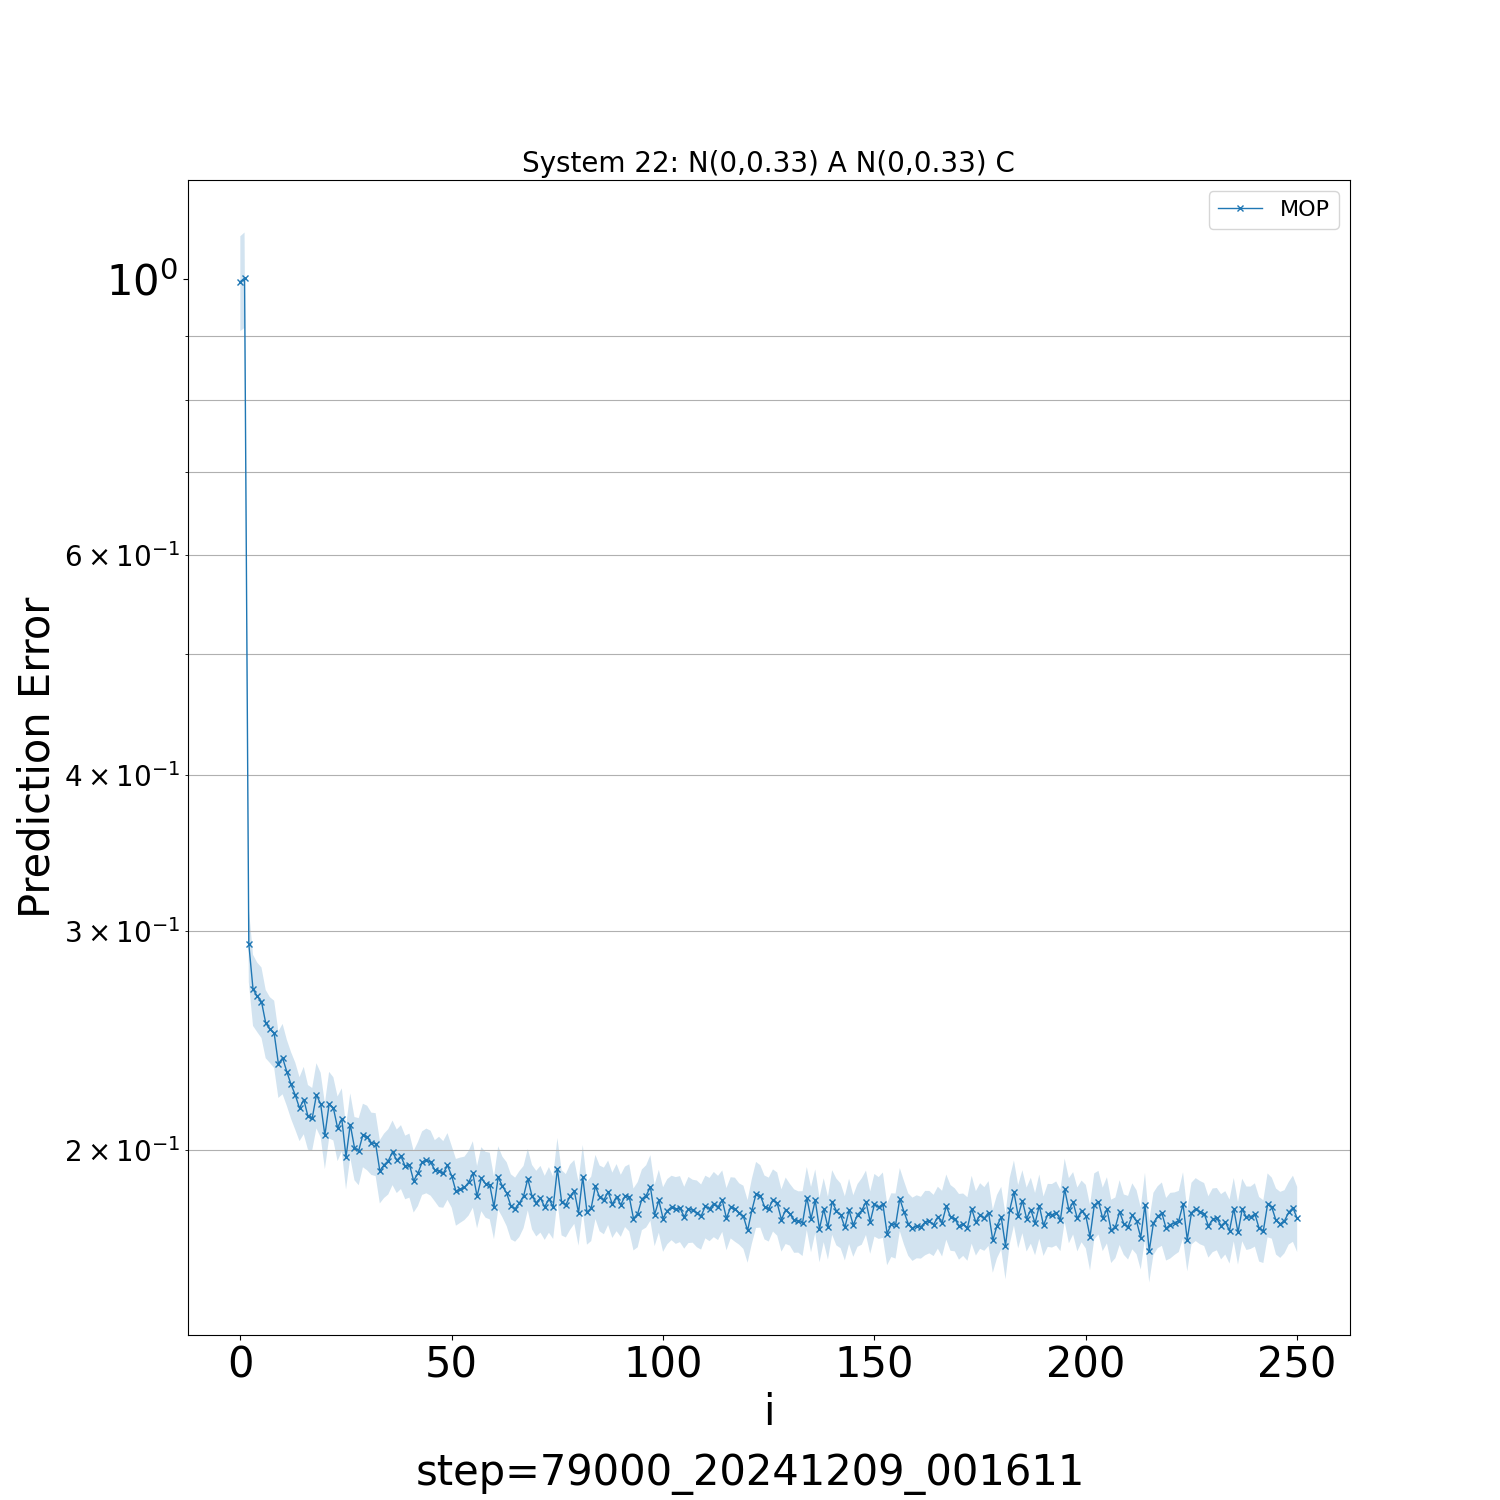 System 22: N(0,0.33) A N(0,0.33) C
MOP
10⁰
6 × 10⁻¹
4 × 10⁻¹
3 × 10⁻¹
2 × 10⁻¹
Prediction Error
0 50 100 150 200 250
i
step=79000_20241209_001611